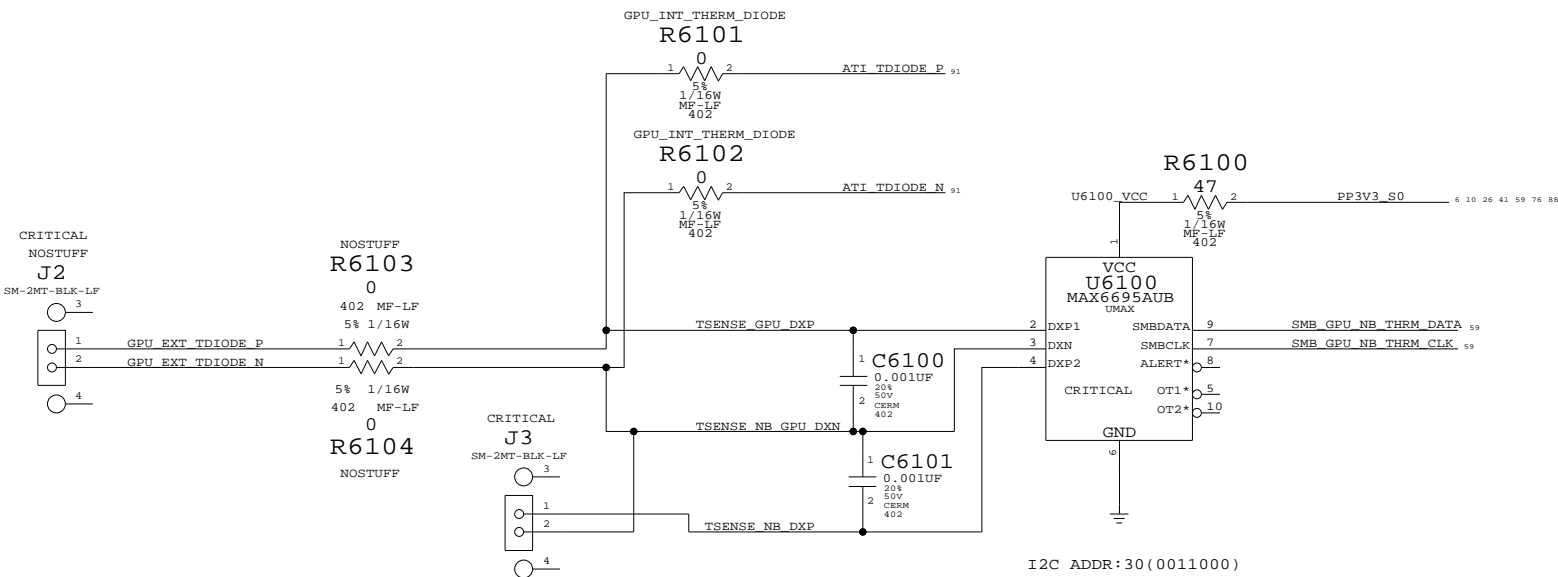 GPU_INT_THERM_DIODE
R6101
0
1 2
ATI_TDIODE_P 91
5%
1/16W
MF-LF
402
GPU_INT_THERM_DIODE
R6102
0
1 2
ATI_TDIODE_N 91
5%
1/16W
MF-LF
402
R6100
47
U6100_VCC 1 2 PP3V3_S0 6 10 26 41 59 76 88
5%
1/16W
MF-LF
402
CRITICAL
NOSTUFF
J2
SM-2MT-BLK-LF
3
1 GPU_EXT_TDIODE_P
2 GPU_EXT_TDIODE_N
4
NOSTUFF
R6103
0
402 MF-LF
5% 1/16W
1 2
1 2
5% 1/16W
402 MF-LF
0
R6104
NOSTUFF
CRITICAL
J3
SM-2MT-BLK-LF
3
1
2
4
TSENSE_GPU_DXP
1 C6100
0.001UF
20%
50V
2 CERM
402
TSENSE_NB_GPU_DXN
1 C6101
0.001UF
20%
50V
2 CERM
402
TSENSE_NB_DXP
1
VCC
U6100
MAX6695AUB
UMAX
2 DXP1 SMBDATA 9 SMB_GPU_NB_THRM_DATA 59
3 DXN SMBCLK 7 SMB_GPU_NB_THRM_CLK 59
4 DXP2 ALERT* 8
CRITICAL OT1* 5
OT2* 10
GND
6
I2C ADDR:30(0011000)